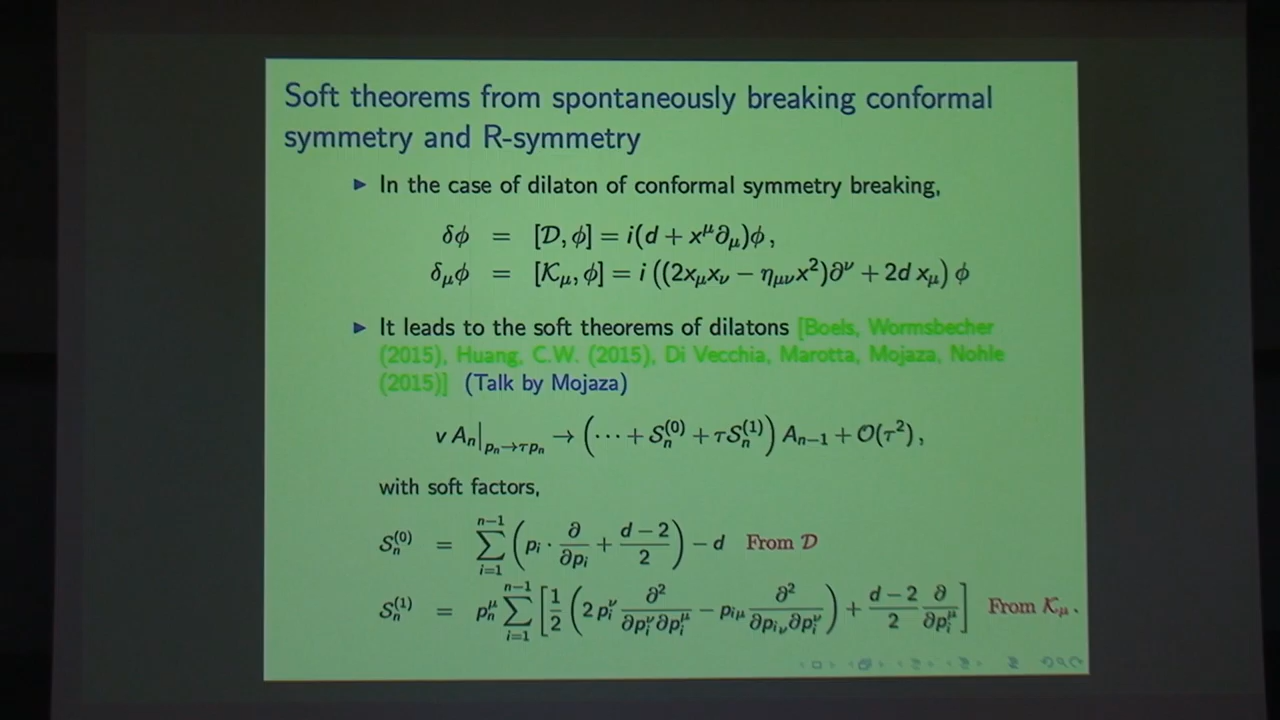 Soft theorems from spontaneously breaking conformal
symmetry and R-symmetry
▶ In the case of dilaton of conformal symmetry breaking,
δϕ = [𝒟, ϕ] = i(d + x^μ ∂_μ)ϕ ,
δ_μϕ = [𝒦_μ, ϕ] = i ((2x_μ x_ν − η_{μν}x²)∂^ν + 2d x_μ) ϕ
▶ It leads to the soft theorems of dilatons [Boels, Wormsbecher
(2015), Huang, C.W. (2015), Di Vecchia, Marotta, Mojaza, Nohle
(2015)] (Talk by Mojaza)
v A_n|_{p_n→τp_n} → (⋯ + 𝒮_n^{(0)} + τ𝒮_n^{(1)}) A_{n−1} + 𝒪(τ²) ,
with soft factors,
𝒮_n^{(0)} = ∑_{i=1}^{n−1} (p_i · ∂/∂p_i + (d − 2)/2) − d From 𝒟
𝒮_n^{(1)} = p_n^μ ∑_{i=1}^{n−1} [1/2 (2 p_i^ν ∂²/∂p_i^ν∂p_i^μ − p_{iμ} ∂²/∂p_{iν}∂p_i^ν) + (d − 2)/2 ∂/∂p_i^μ] From 𝒦_μ .